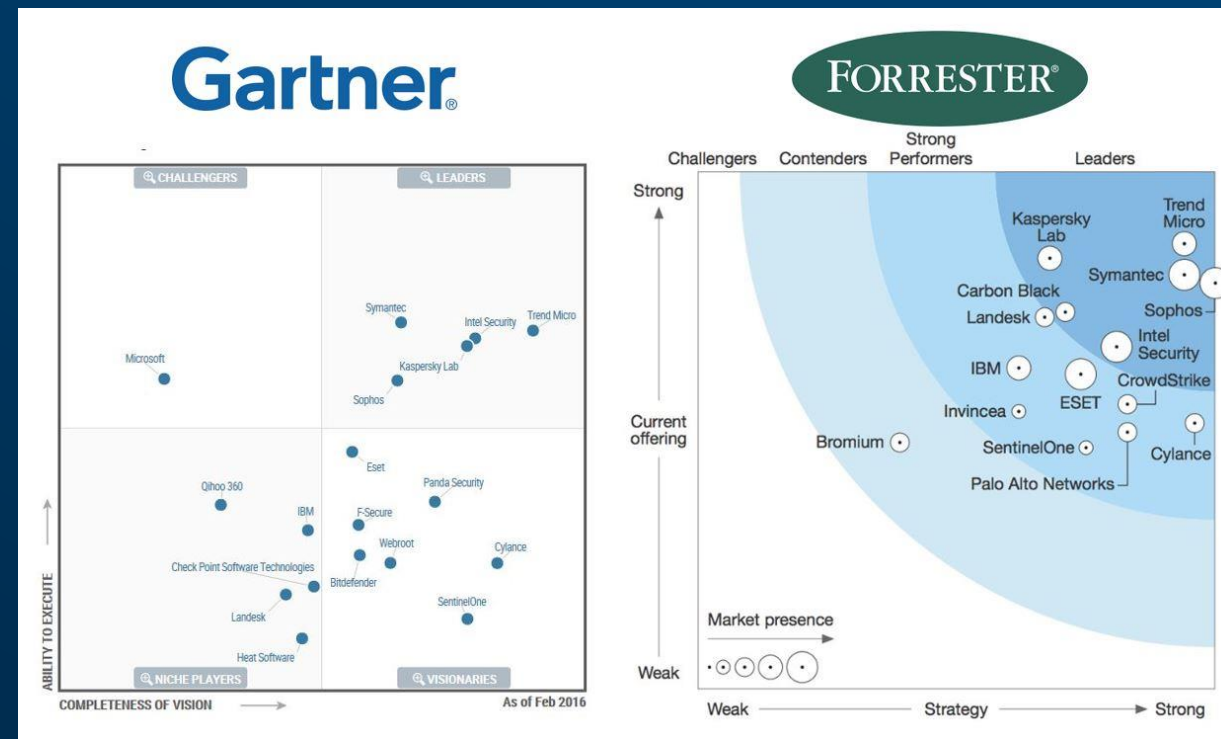 Gartner®
CHALLENGERS
LEADERS
Symantec
Intel Security
Trend Micro
Microsoft
Kaspersky Lab
Sophos
Eset
Panda Security
Qihoo 360
IBM
F-Secure
Webroot
Cylance
Check Point Software Technologies
Bitdefender
SentinelOne
Landesk
Heat Software
NICHE PLAYERS
VISIONARIES
ABILITY TO EXECUTE
COMPLETENESS OF VISION
As of Feb 2016
FORRESTER®
Challengers
Contenders
Strong
Performers
Leaders
Strong
Trend
Micro
Kaspersky
Lab
Symantec
Carbon Black
Landesk
Sophos
Intel
Security
IBM
CrowdStrike
ESET
Invincea
Current
offering
Bromium
SentinelOne
Cylance
Palo Alto Networks
Market presence
Weak
Weak
Strategy
Strong